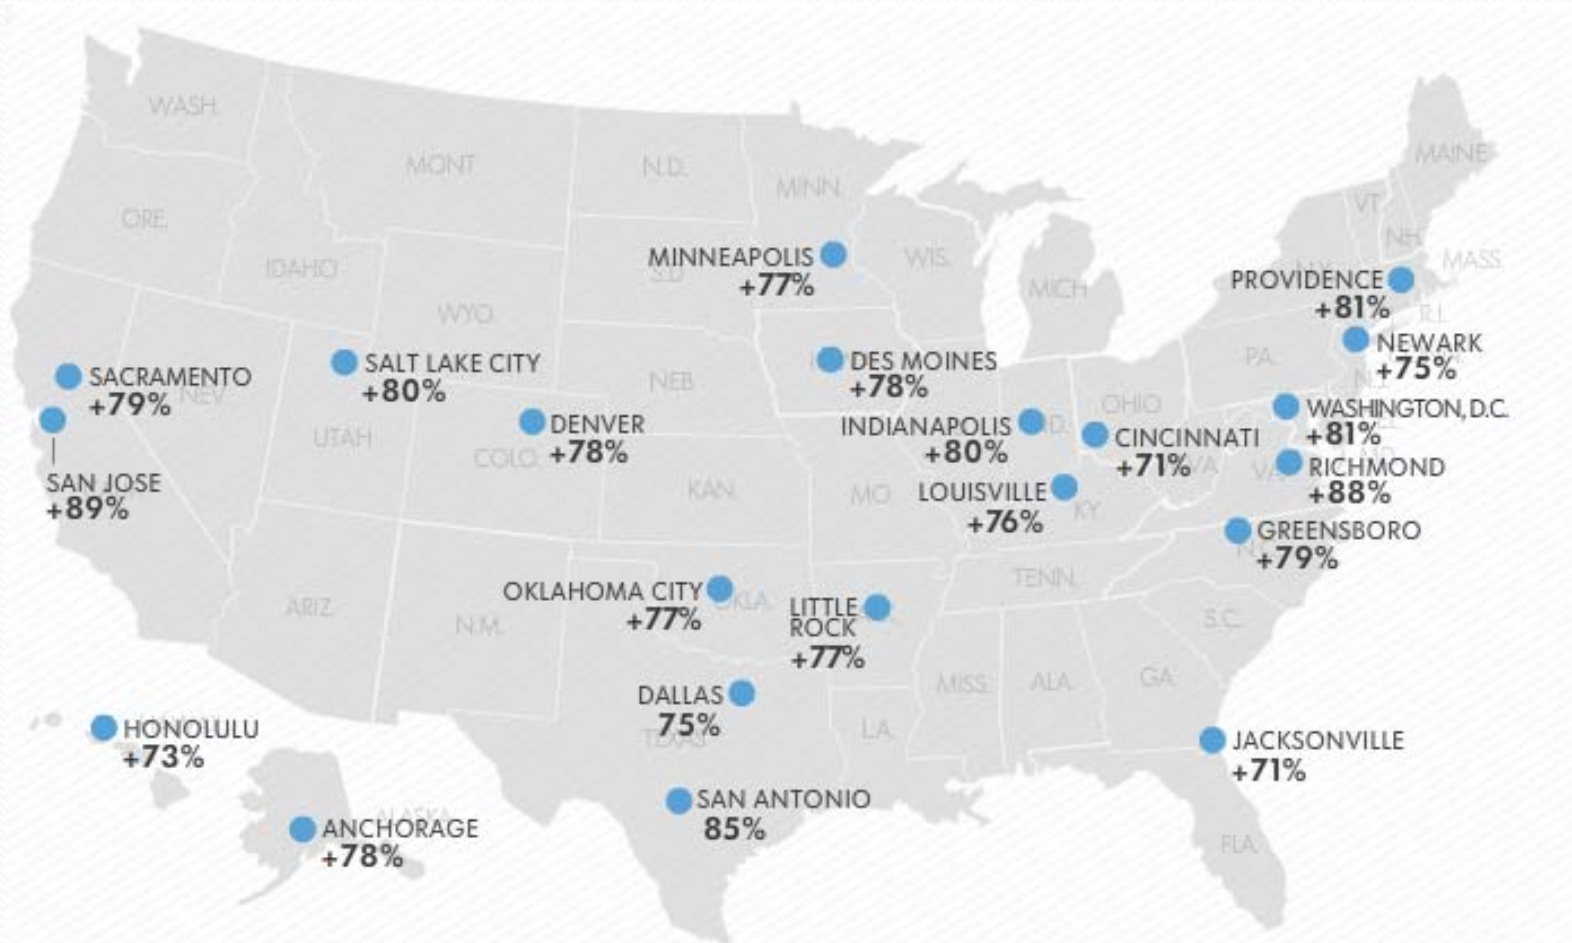 WASH.
MAINE
MONT
N.D.
MINN.
VT.
ORE.
N.H.
MINNEAPOLIS
+77%
WIS.
MASS.
IDAHO
S.D.
MICH
PROVIDENCE
+81%
R.I.
WYO.
NEWARK
+75%
SALT LAKE CITY
+80%
DES MOINES
+78%
PA.
SACRAMENTO
+79%
NEV.
NEB
N.J.
OHIO
WASHINGTON, D.C.
+81%
DENVER
+78%
INDIANAPOLIS
+80%
CINCINNATI
+71%
UTAH
COLO.
VA.
RICHMOND
+88%
SAN JOSE
+89%
KAN.
MO.
LOUISVILLE
+76%
KY.
GREENSBORO
+79%
TENN.
OKLAHOMA CITY
+77%
OKLA.
LITTLE
ROCK
+77%
ARIZ.
N.M.
S.C.
MISS.
ALA.
GA.
DALLAS
75%
TEXAS
LA.
HONOLULU
+73%
JACKSONVILLE
+71%
SAN ANTONIO
85%
ALASKA
ANCHORAGE
+78%
FLA.